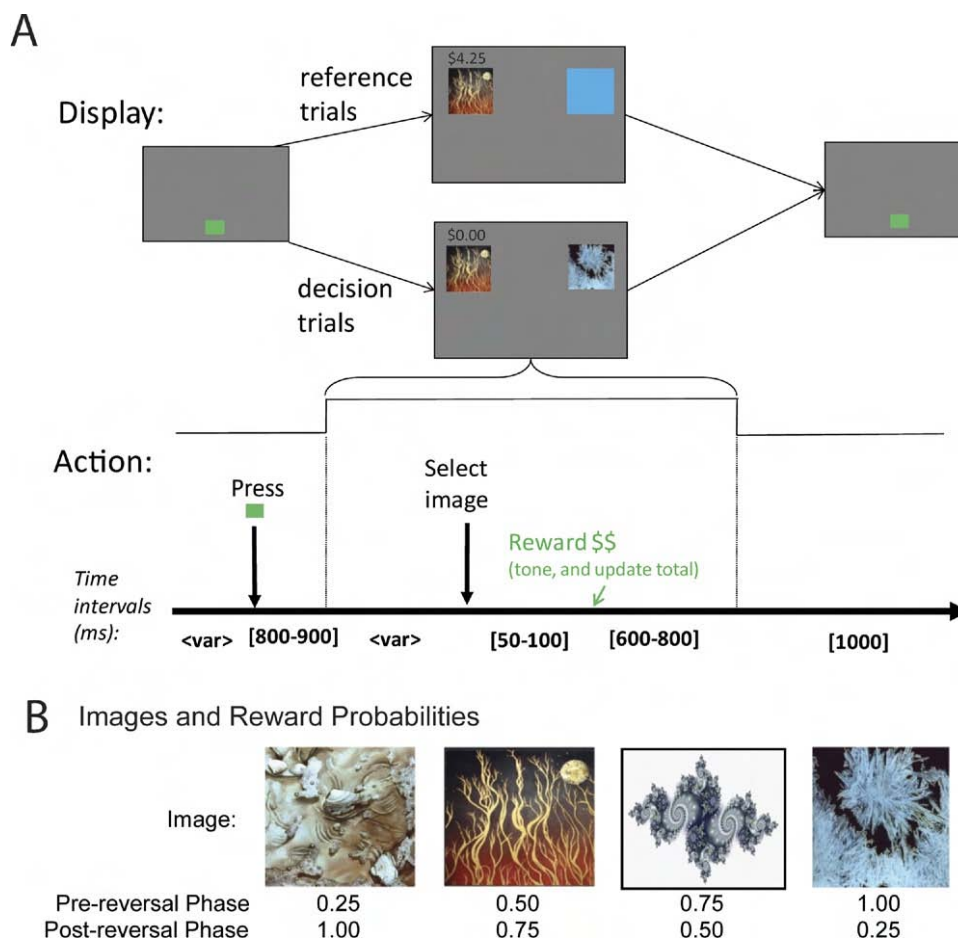 A
Display:
reference
trials
$4.25
decision
trials
$0.00
Action:
Press
Select
image
Reward $$
(tone, and update total)
Time
intervals
(ms):
<var> [800-900] <var> [50-100] [600-800] [1000]
B Images and Reward Probabilities
Image:
Pre-reversal Phase 0.25 0.50 0.75 1.00
Post-reversal Phase 1.00 0.75 0.50 0.25